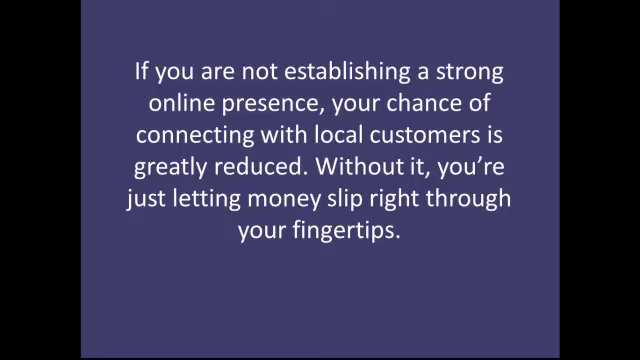 If you are not establishing a strong
online presence, your chance of
connecting with local customers is
greatly reduced. Without it, you’re
just letting money slip right through
your fingertips.